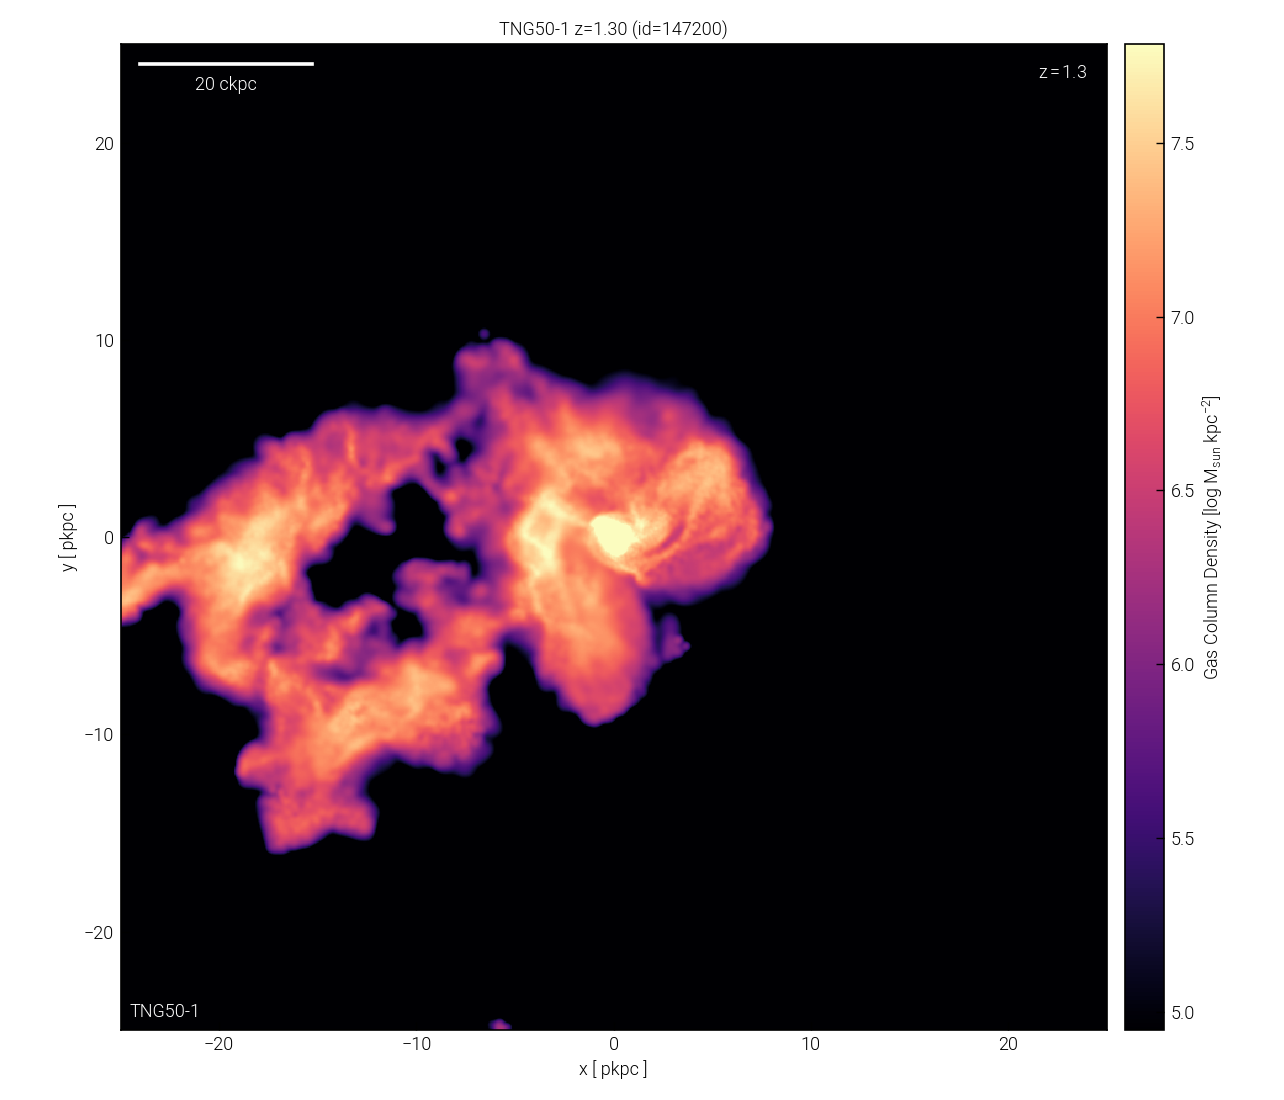 TNG50-1 z=1.30 (id=147200)
20 ckpc
z = 1.3
20
10
0
−10
−20
y [ pkpc ]
TNG50-1
−20
−10
0
10
20
x [ pkpc ]
7.5
7.0
6.5
6.0
5.5
5.0
Gas Column Density [log M_sun kpc⁻²]